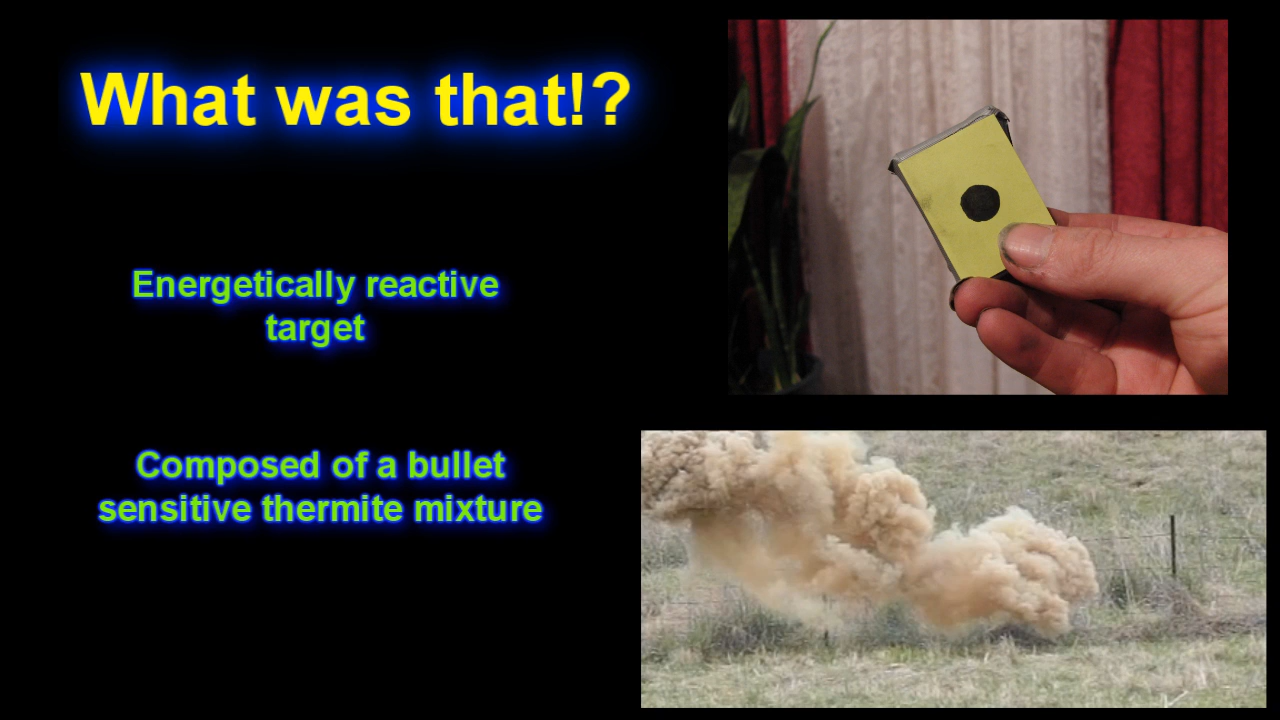 What was that!?
Energetically reactive
target
Composed of a bullet
sensitive thermite mixture